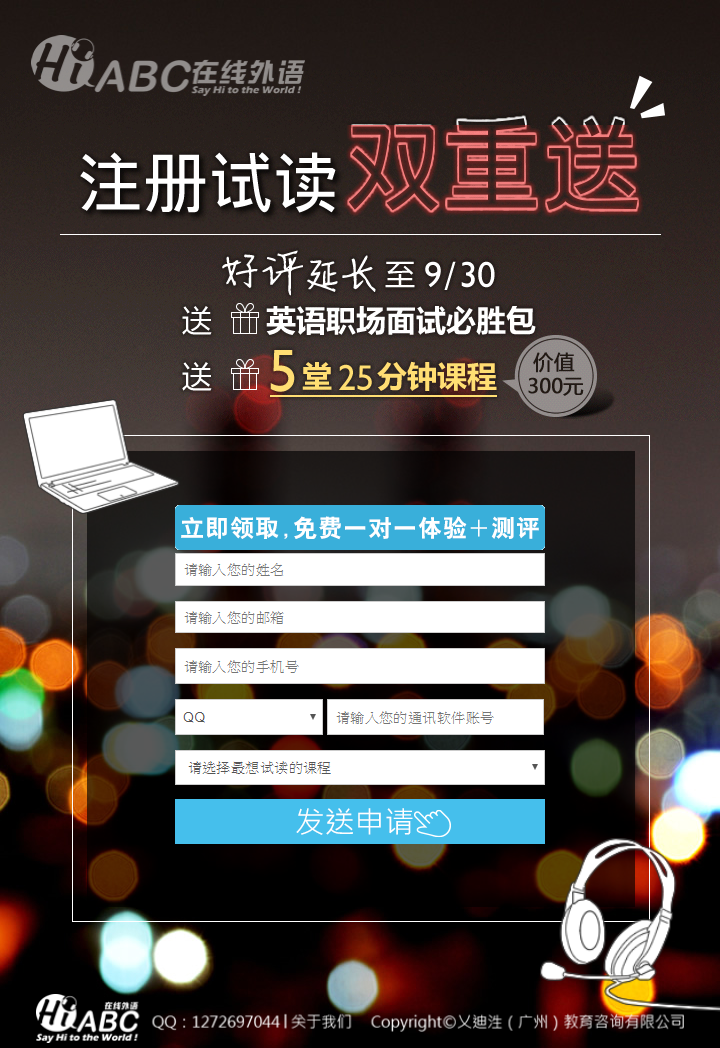 Hi ABC在线外语
Say Hi to the World !
注册试读双重送
好评延长至 9/30
送 英语职场面试必胜包
送 5堂25分钟课程
价值
300元
立即领取,免费一对一体验+测评
请输入您的姓名
请输入您的邮箱
请输入您的手机号
QQ 请输入您的通讯软件账号
请选择最想试读的课程
发送申请
Hi ABC 在线外语
Say Hi to the World !
QQ：1272697044 | 关于我们 Copyright©乂迪泩（广州）教育咨询有限公司